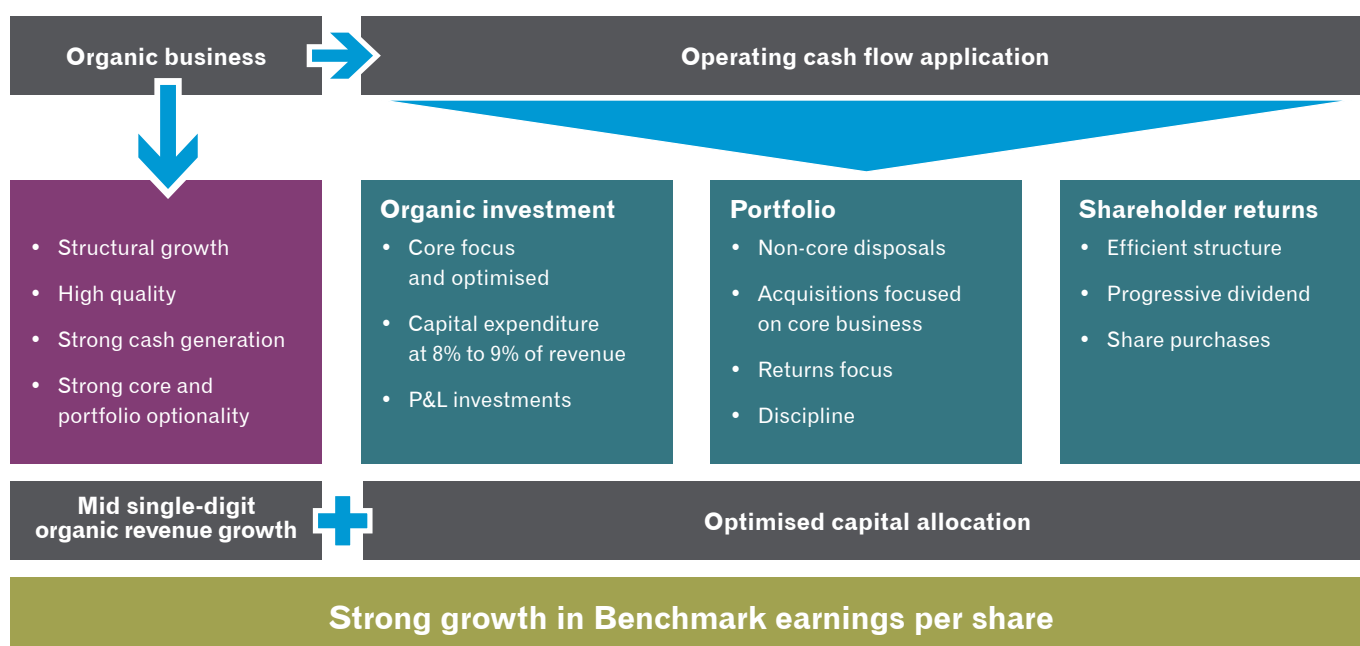 Organic business
Operating cash flow application
• Structural growth
• High quality
• Strong cash generation
• Strong core and
portfolio optionality
Organic investment
• Core focus
and optimised
• Capital expenditure
at 8% to 9% of revenue
• P&L investments
Portfolio
• Non-core disposals
• Acquisitions focused
on core business
• Returns focus
• Discipline
Shareholder returns
• Efficient structure
• Progressive dividend
• Share purchases
Mid single-digit
organic revenue growth
Optimised capital allocation
Strong growth in Benchmark earnings per share